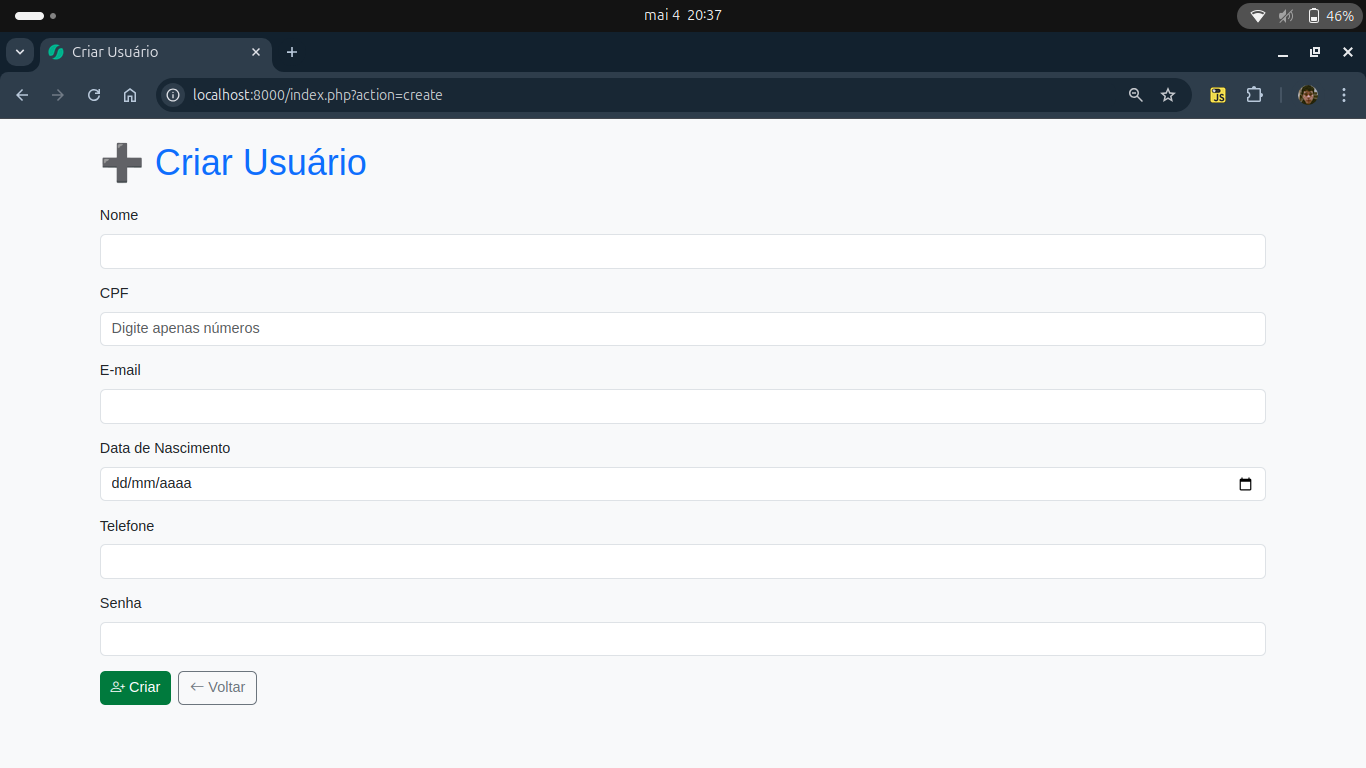 mai 4 20:37
46%
Criar Usuário
localhost:8000/index.php?action=create
JS
➕ Criar Usuário
Nome
CPF
Digite apenas números
E-mail
Data de Nascimento
dd/mm/aaaa
Telefone
Senha
Criar
← Voltar